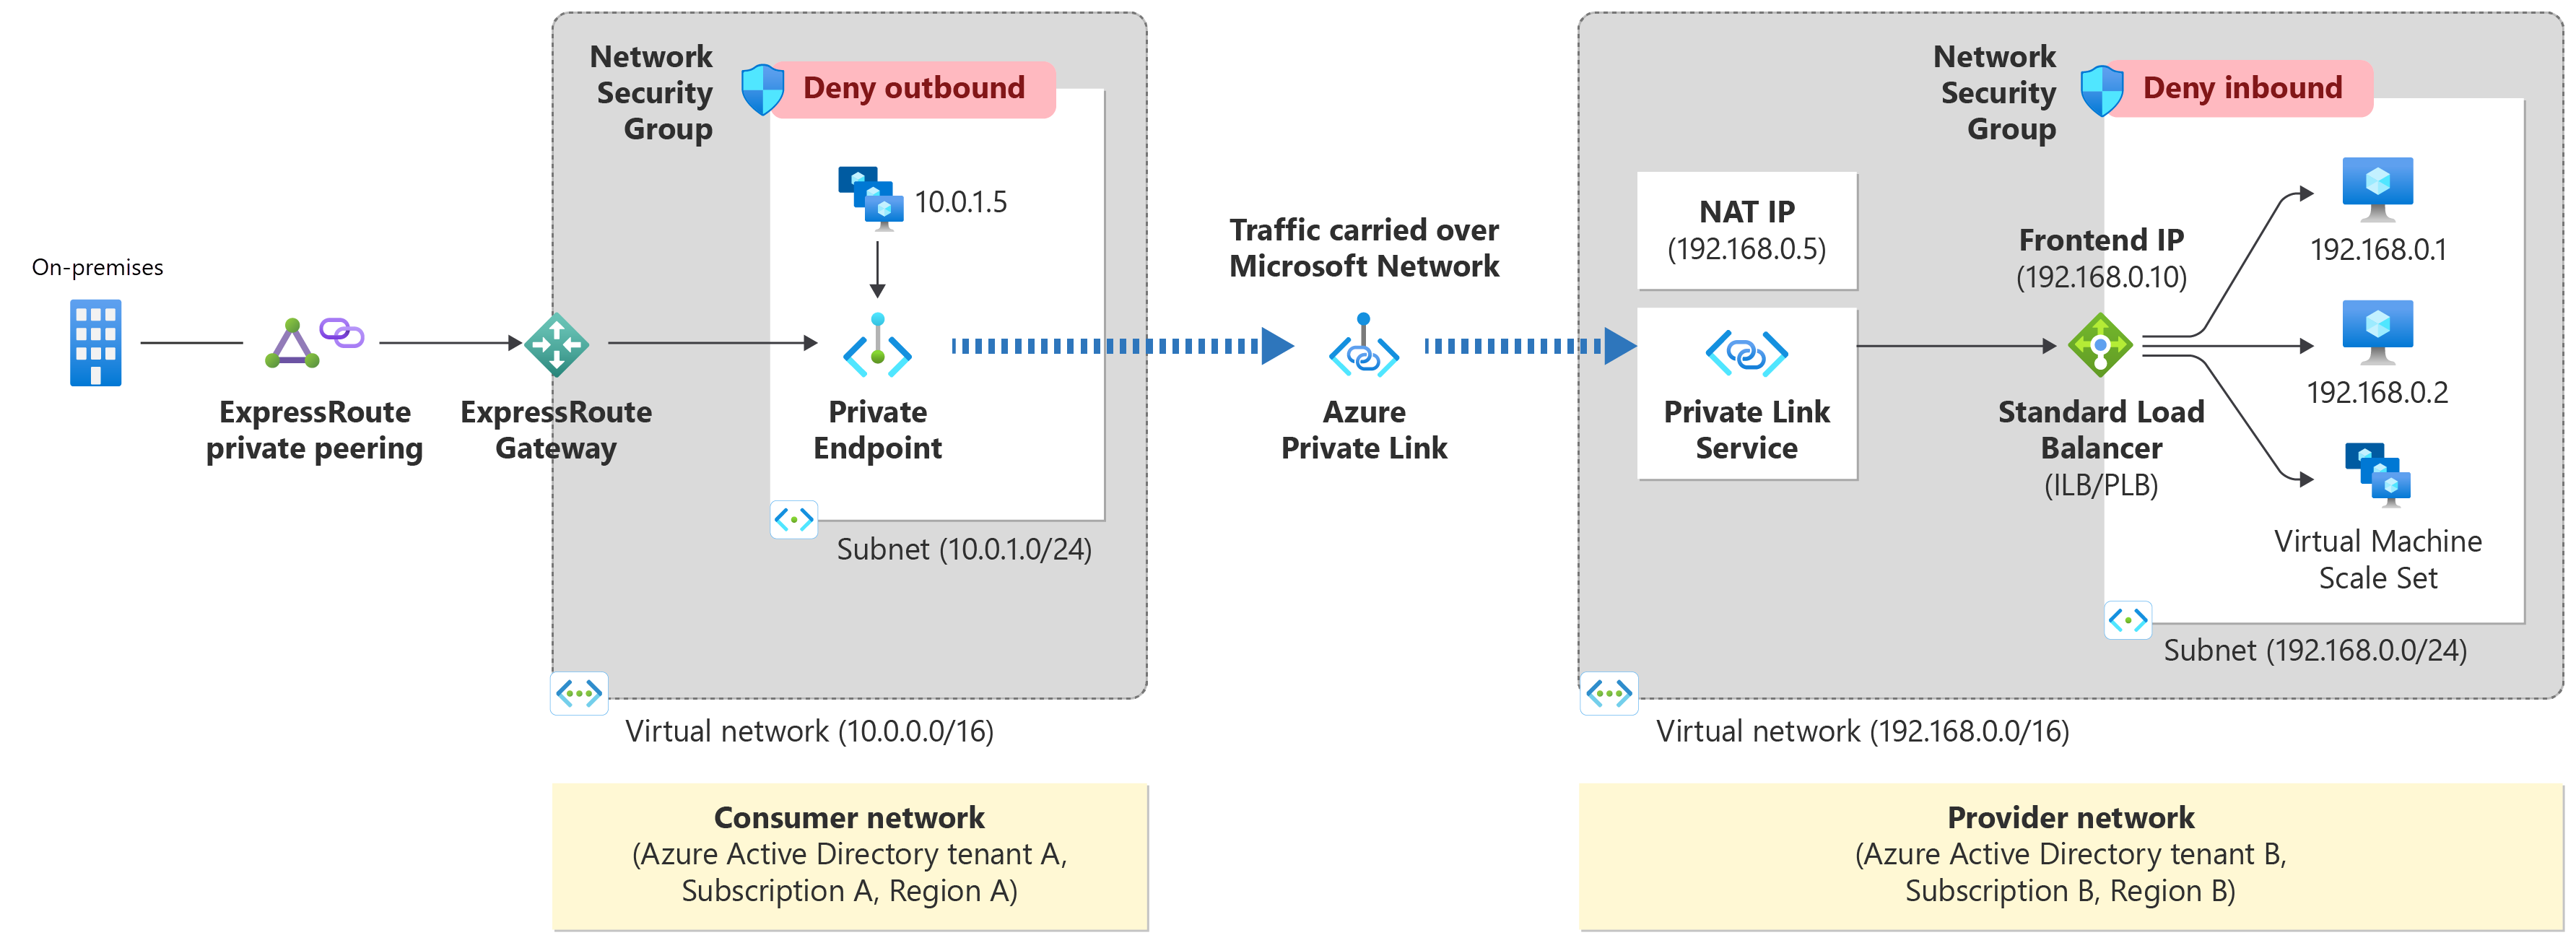 On-premises
ExpressRoute
private peering
ExpressRoute
Gateway
Network
Security
Group
Deny outbound
10.0.1.5
Private
Endpoint
Subnet (10.0.1.0/24)
Virtual network (10.0.0.0/16)
Consumer network
(Azure Active Directory tenant A,
Subscription A, Region A)
Traffic carried over
Microsoft Network
Azure
Private Link
Network
Security
Group
Deny inbound
NAT IP
(192.168.0.5)
Private Link
Service
Frontend IP
(192.168.0.10)
Standard Load
Balancer
(ILB/PLB)
192.168.0.1
192.168.0.2
Virtual Machine
Scale Set
Subnet (192.168.0.0/24)
Virtual network (192.168.0.0/16)
Provider network
(Azure Active Directory tenant B,
Subscription B, Region B)